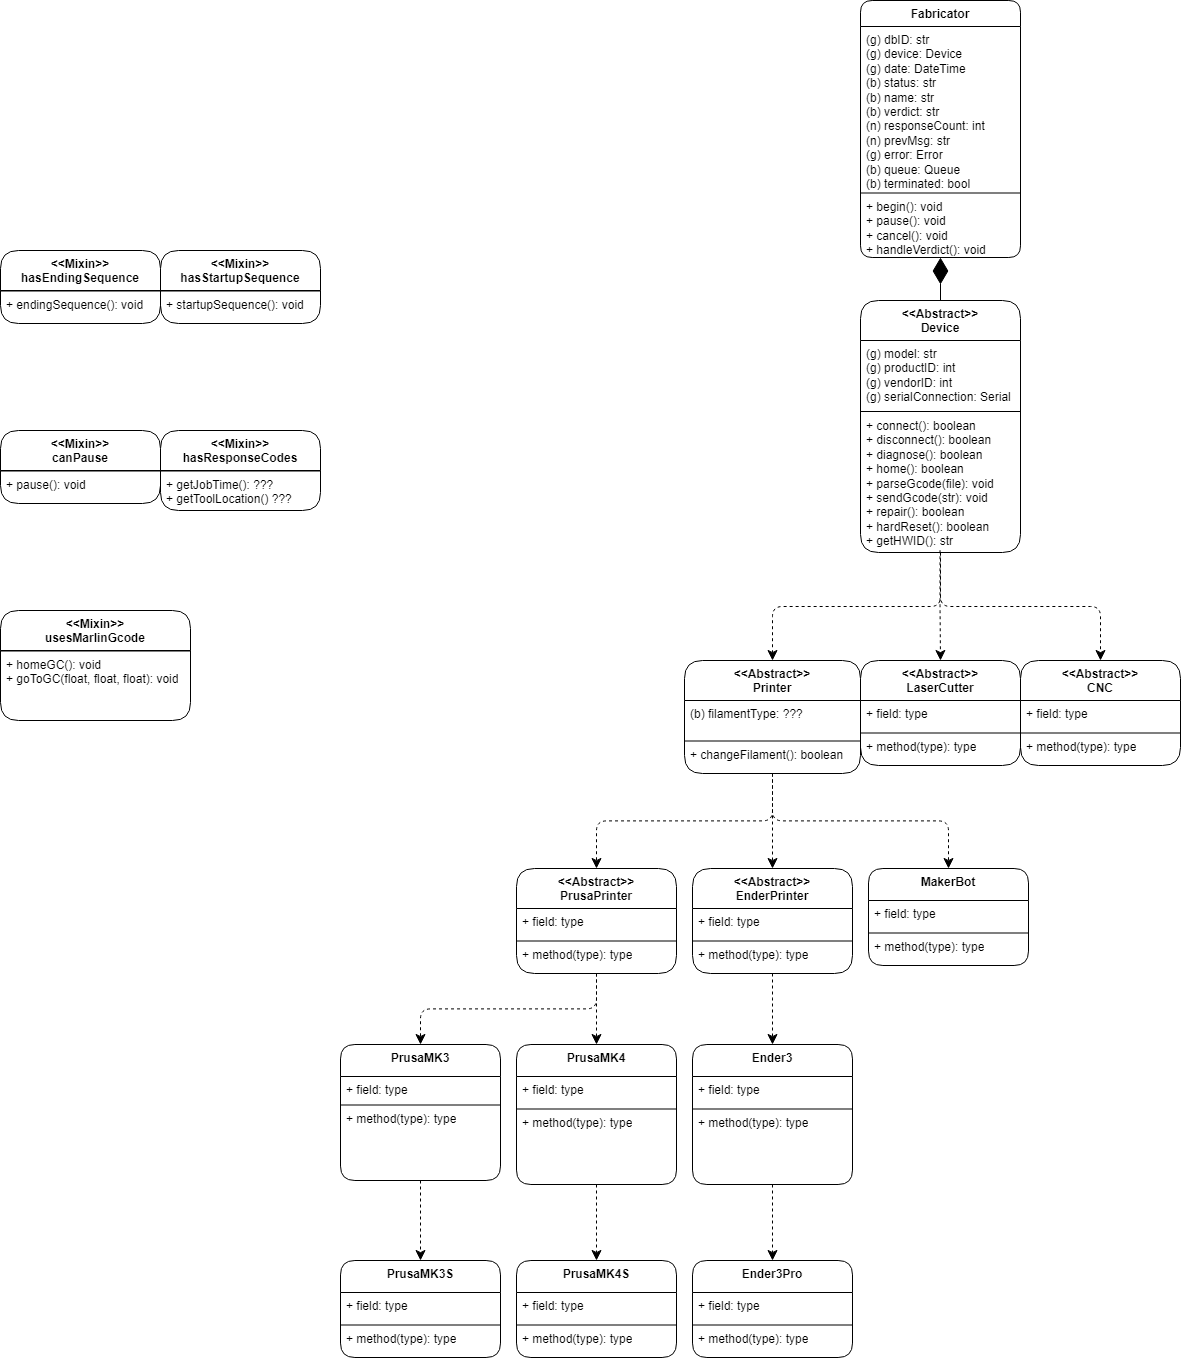 Fabricator
(g) dbID: str
(g) device: Device
(g) date: DateTime
(b) status: str
(b) name: str
(b) verdict: str
(n) responseCount: int
(n) prevMsg: str
(g) error: Error
(b) queue: Queue
(b) terminated: bool
+ begin(): void
+ pause(): void
+ cancel(): void
+ handleVerdict(): void
<<Mixin>>
hasEndingSequence
+ endingSequence(): void
<<Mixin>>
hasStartupSequence
+ startupSequence(): void
<<Abstract>>
Device
(g) model: str
(g) productID: int
(g) vendorID: int
(g) serialConnection: Serial
+ connect(): boolean
+ disconnect(): boolean
+ diagnose(): boolean
+ home(): boolean
+ parseGcode(file): void
+ sendGcode(str): void
+ repair(): boolean
+ hardReset(): boolean
+ getHWID(): str
<<Mixin>>
canPause
+ pause(): void
<<Mixin>>
hasResponseCodes
+ getJobTime(): ???
+ getToolLocation() ???
<<Mixin>>
usesMarlinGcode
+ homeGC(): void
+ goToGC(float, float, float): void
<<Abstract>>
Printer
(b) filamentType: ???
+ changeFilament(): boolean
<<Abstract>>
LaserCutter
+ field: type
+ method(type): type
<<Abstract>>
CNC
+ field: type
+ method(type): type
<<Abstract>>
PrusaPrinter
+ field: type
+ method(type): type
<<Abstract>>
EnderPrinter
+ field: type
+ method(type): type
MakerBot
+ field: type
+ method(type): type
PrusaMK3
+ field: type
+ method(type): type
PrusaMK4
+ field: type
+ method(type): type
Ender3
+ field: type
+ method(type): type
PrusaMK3S
+ field: type
+ method(type): type
PrusaMK4S
+ field: type
+ method(type): type
Ender3Pro
+ field: type
+ method(type): type